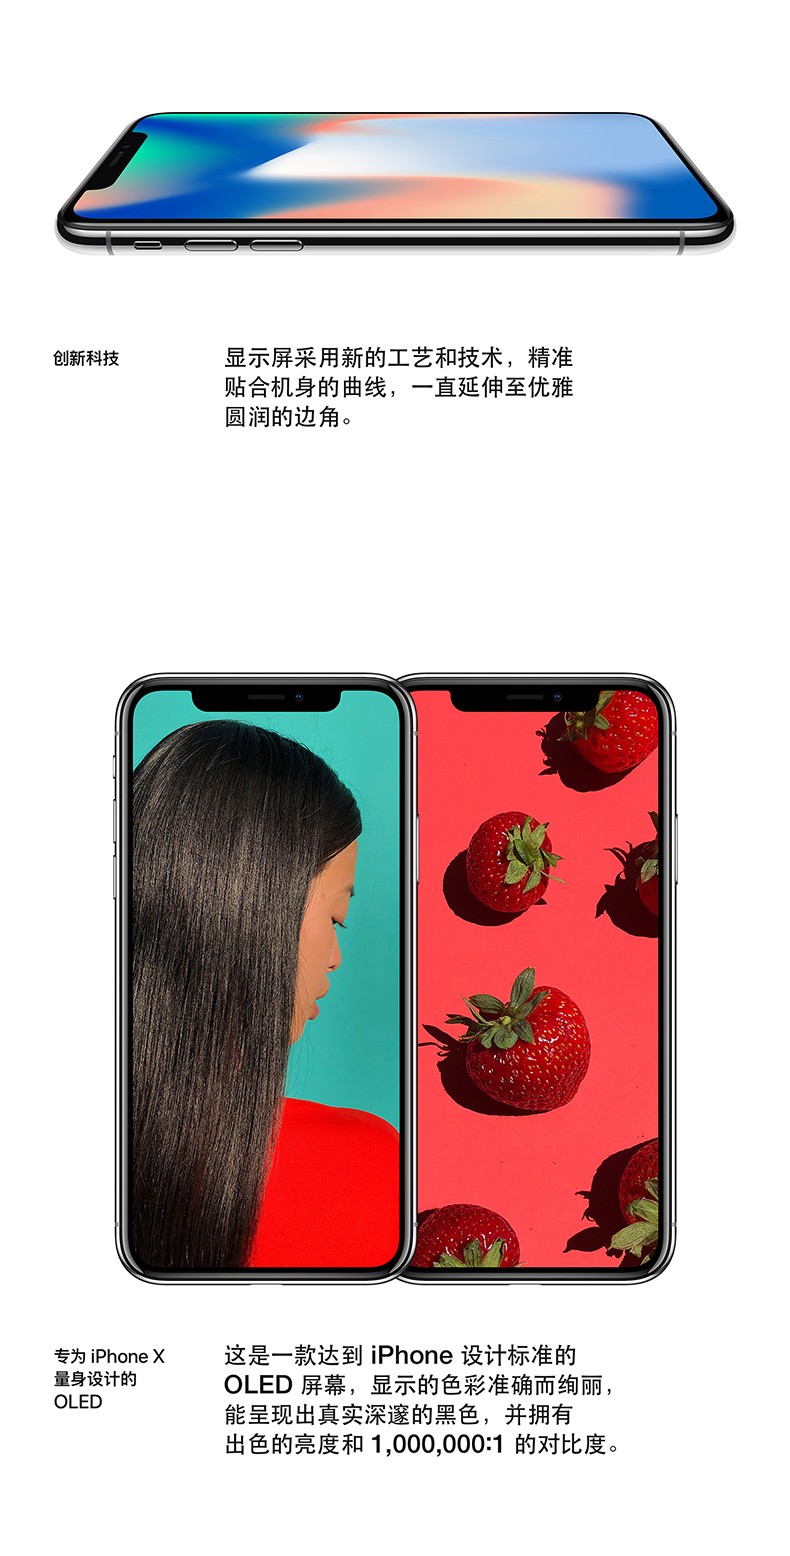 创新科技
显示屏采用新的工艺和技术，精准
贴合机身的曲线，一直延伸至优雅
圆润的边角。
专为 iPhone X
量身设计的
OLED
这是一款达到 iPhone 设计标准的
OLED 屏幕，显示的色彩准确而绚丽，
能呈现出真实深邃的黑色，并拥有
出色的亮度和 1,000,000:1 的对比度。